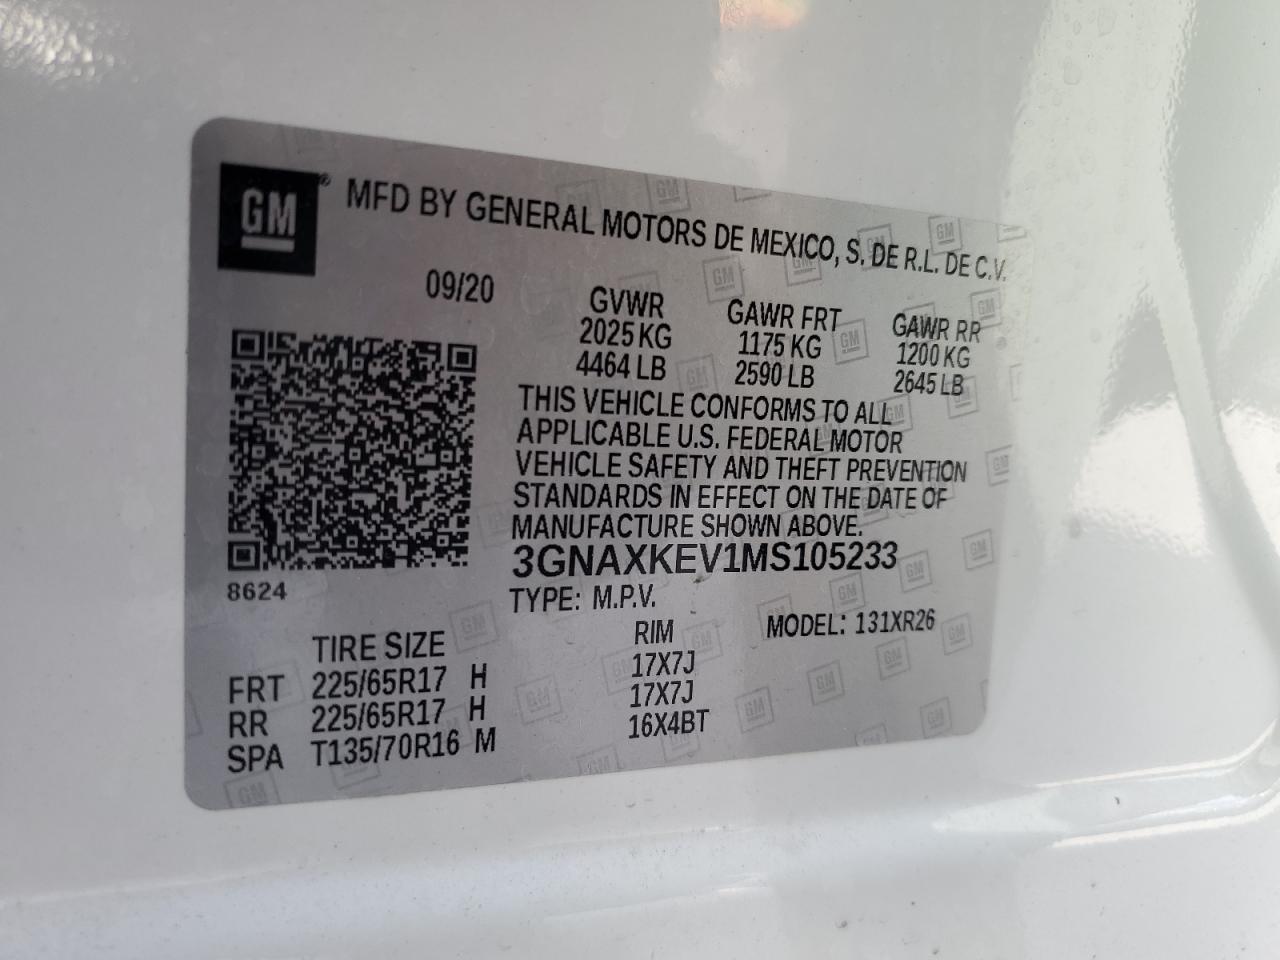 GM® MFD BY GENERAL MOTORS DE MEXICO, S. DE R.L. DE C.V.
09/20
GVWR GAWR FRT GAWR RR
2025 KG 1175 KG 1200 KG
4464 LB 2590 LB 2645 LB
THIS VEHICLE CONFORMS TO ALL
APPLICABLE U.S. FEDERAL MOTOR
VEHICLE SAFETY AND THEFT PREVENTION
STANDARDS IN EFFECT ON THE DATE OF
MANUFACTURE SHOWN ABOVE.
3GNAXKEV1MS105233
8624
TYPE: M.P.V. MODEL: 131XR26
TIRE SIZE RIM
FRT 225/65R17 H 17X7J
RR 225/65R17 H 17X7J
SPA T135/70R16 M 16X4BT